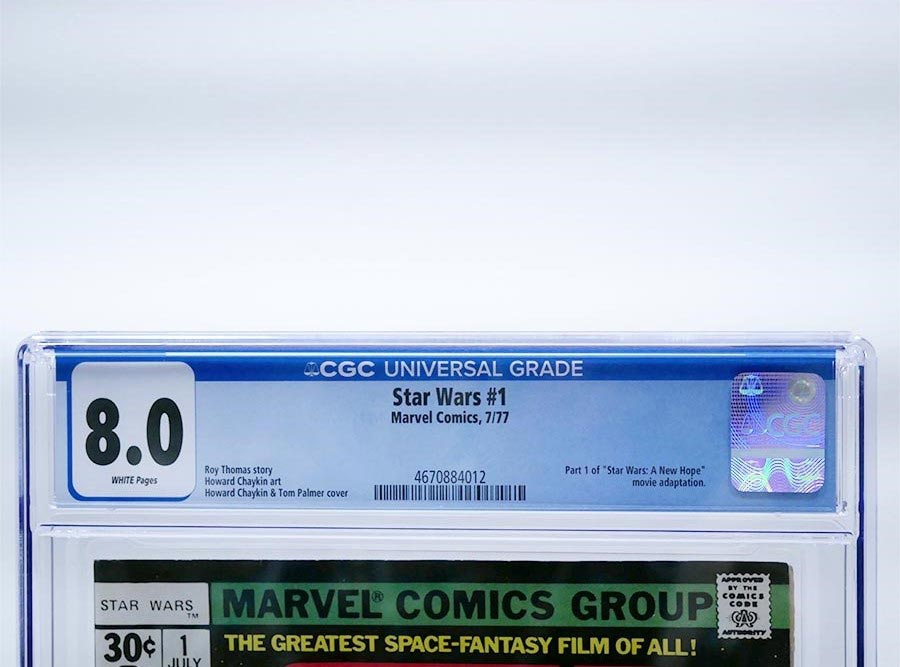 CGC UNIVERSAL GRADE
8.0
WHITE Pages
Star Wars #1
Marvel Comics, 7/77
Roy Thomas story
Howard Chaykin art
Howard Chaykin & Tom Palmer cover
4670884012
Part 1 of "Star Wars: A New Hope"
movie adaptation.
CGC
STAR WARS TM
MARVEL® COMICS GROUP
APPROVED
BY THE
COMICS
CODE
AUTHORITY
30¢
1
JULY
THE GREATEST SPACE-FANTASY FILM OF ALL!